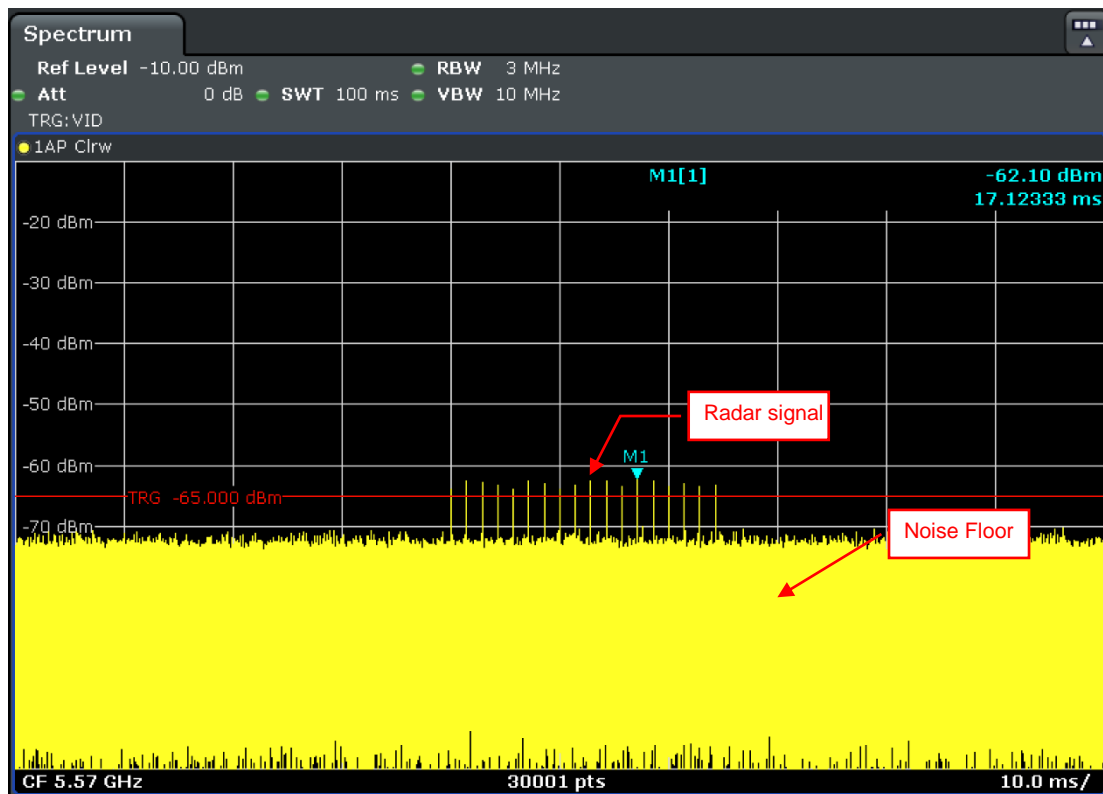 Spectrum
Ref Level -10.00 dBm RBW 3 MHz
Att 0 dB SWT 100 ms VBW 10 MHz
TRG:VID
1AP Clrw
M1[1] -62.10 dBm
17.12333 ms
-20 dBm
-30 dBm
-40 dBm
-50 dBm
Radar signal
-60 dBm
M1
TRG -65.000 dBm
-70 dBm
Noise Floor
CF 5.57 GHz 30001 pts 10.0 ms/